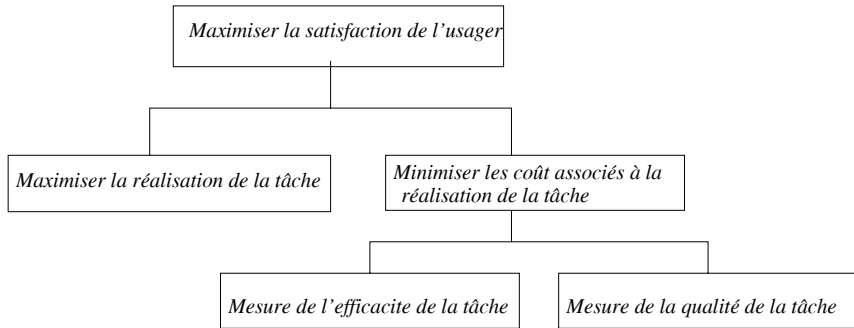 Maximiser la satisfaction de l'usager
Maximiser la réalisation de la tâche
Minimiser les coût associés à la
réalisation de la tâche
Mesure de l'efficacite de la tâche
Mesure de la qualité de la tâche